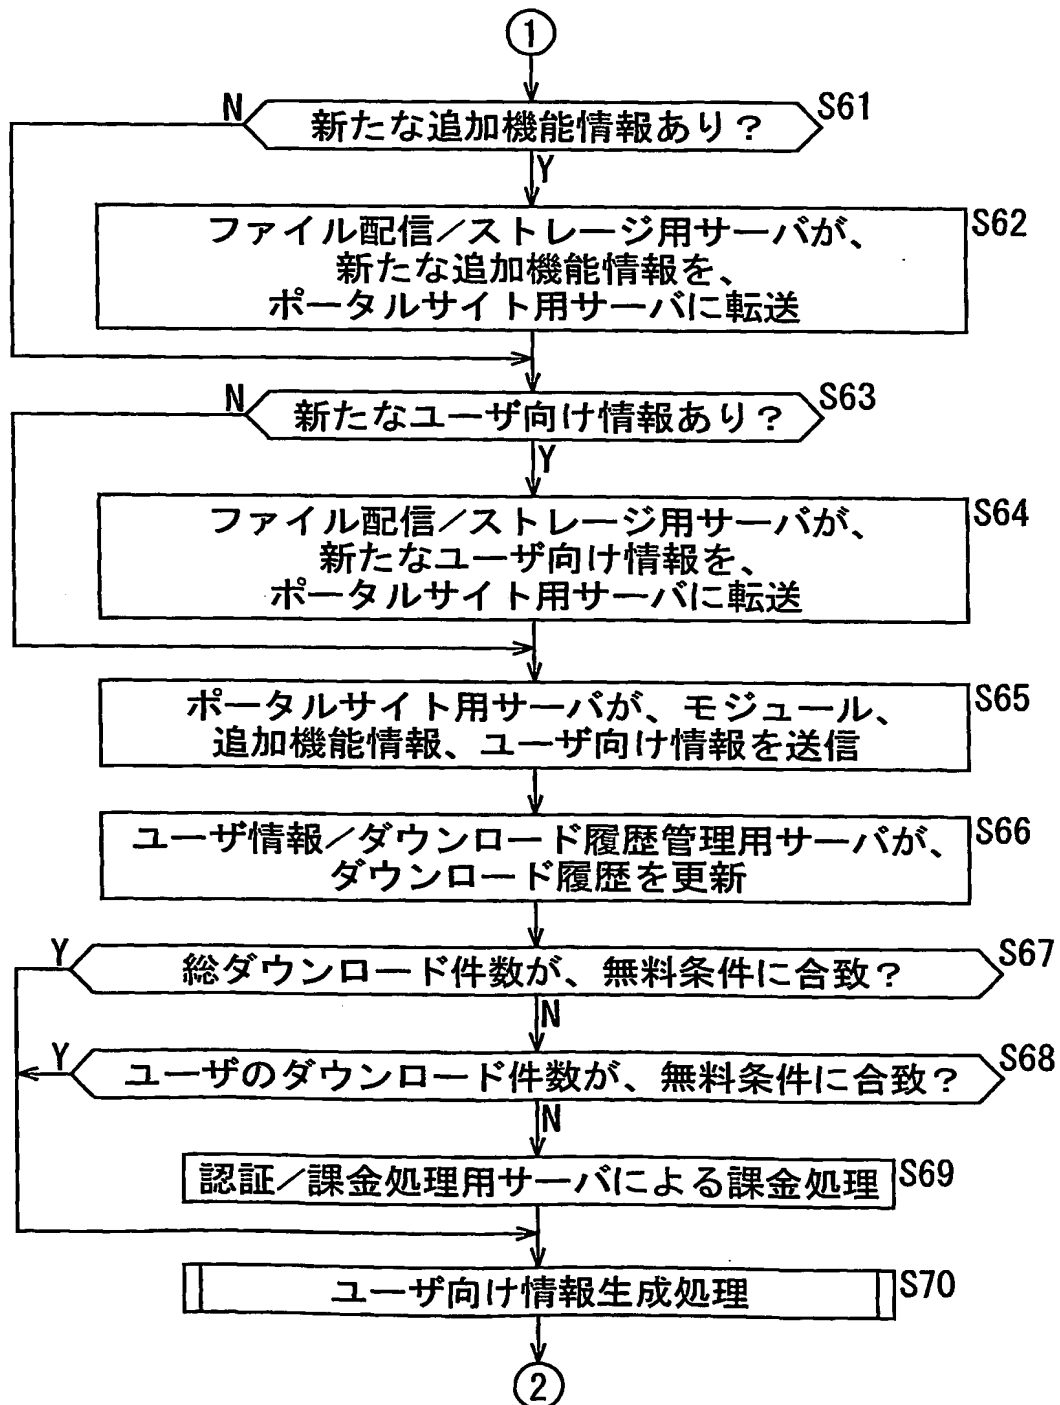 1
N
新たな追加機能情報あり?
S61
Y
ファイル配信/ストレージ用サーバが、
新たな追加機能情報を、
ポータルサイト用サーバに転送
S62
N
新たなユーザ向け情報あり?
S63
Y
ファイル配信/ストレージ用サーバが、
新たなユーザ向け情報を、
ポータルサイト用サーバに転送
S64
ポータルサイト用サーバが、モジュール、
追加機能情報、ユーザ向け情報を送信
S65
ユーザ情報/ダウンロード履歴管理用サーバが、
ダウンロード履歴を更新
S66
Y
総ダウンロード件数が、無料条件に合致?
S67
N
Y
ユーザのダウンロード件数が、無料条件に合致?
S68
N
認証/課金処理用サーバによる課金処理
S69
ユーザ向け情報生成処理
S70
2